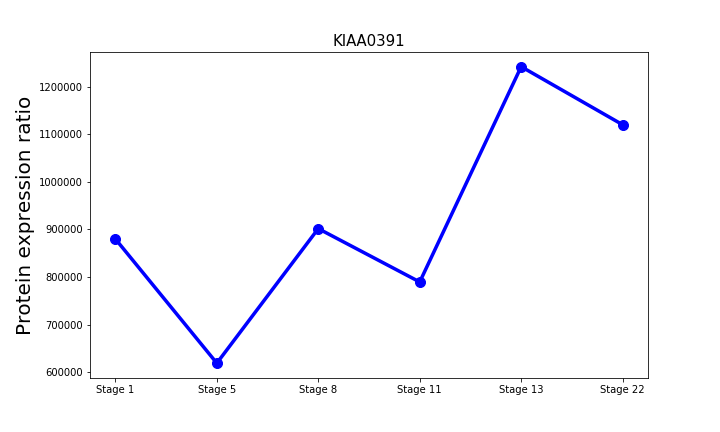 KIAA0391
Protein expression ratio
1200000
1100000
1000000
900000
800000
700000
600000
Stage 1
Stage 5
Stage 8
Stage 11
Stage 13
Stage 22